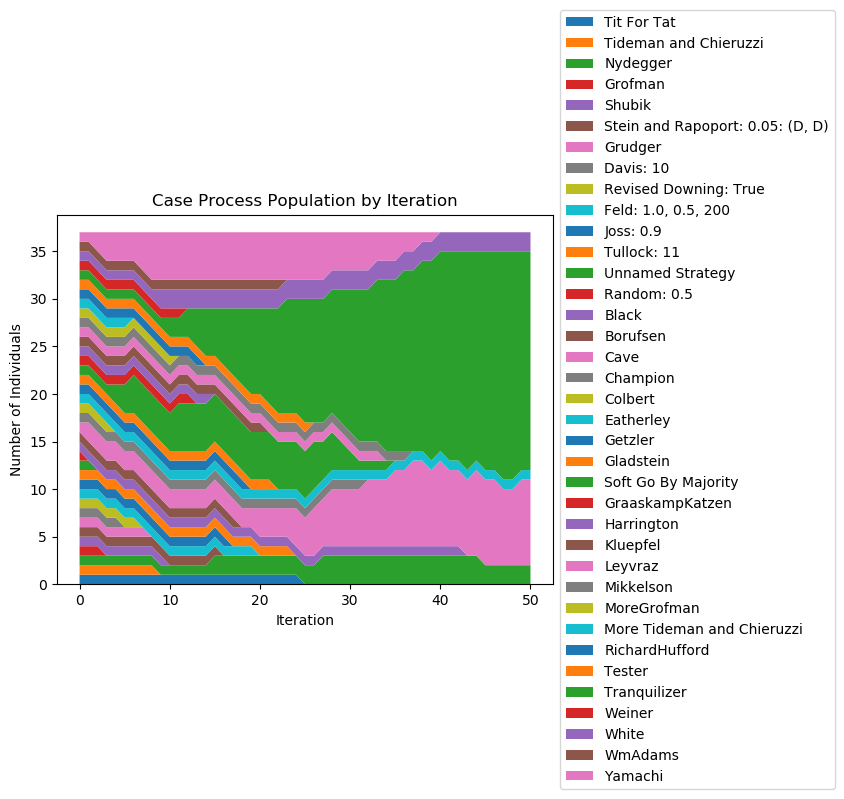 Case Process Population by Iteration
Number of Individuals
35
30
25
20
15
10
5
0
0
10
20
30
40
50
Iteration
Tit For Tat
Tideman and Chieruzzi
Nydegger
Grofman
Shubik
Stein and Rapoport: 0.05: (D, D)
Grudger
Davis: 10
Revised Downing: True
Feld: 1.0, 0.5, 200
Joss: 0.9
Tullock: 11
Unnamed Strategy
Random: 0.5
Black
Borufsen
Cave
Champion
Colbert
Eatherley
Getzler
Gladstein
Soft Go By Majority
GraaskampKatzen
Harrington
Kluepfel
Leyvraz
Mikkelson
MoreGrofman
More Tideman and Chieruzzi
RichardHufford
Tester
Tranquilizer
Weiner
White
WmAdams
Yamachi